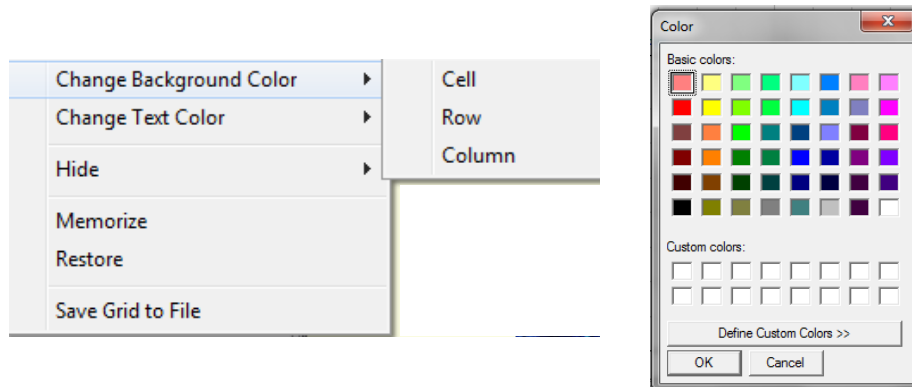 Change Background Color
Change Text Color
Hide
Memorize
Restore
Save Grid to File
Cell
Row
Column
Color
Basic colors:
Custom colors:
Define Custom Colors >>
OK
Cancel